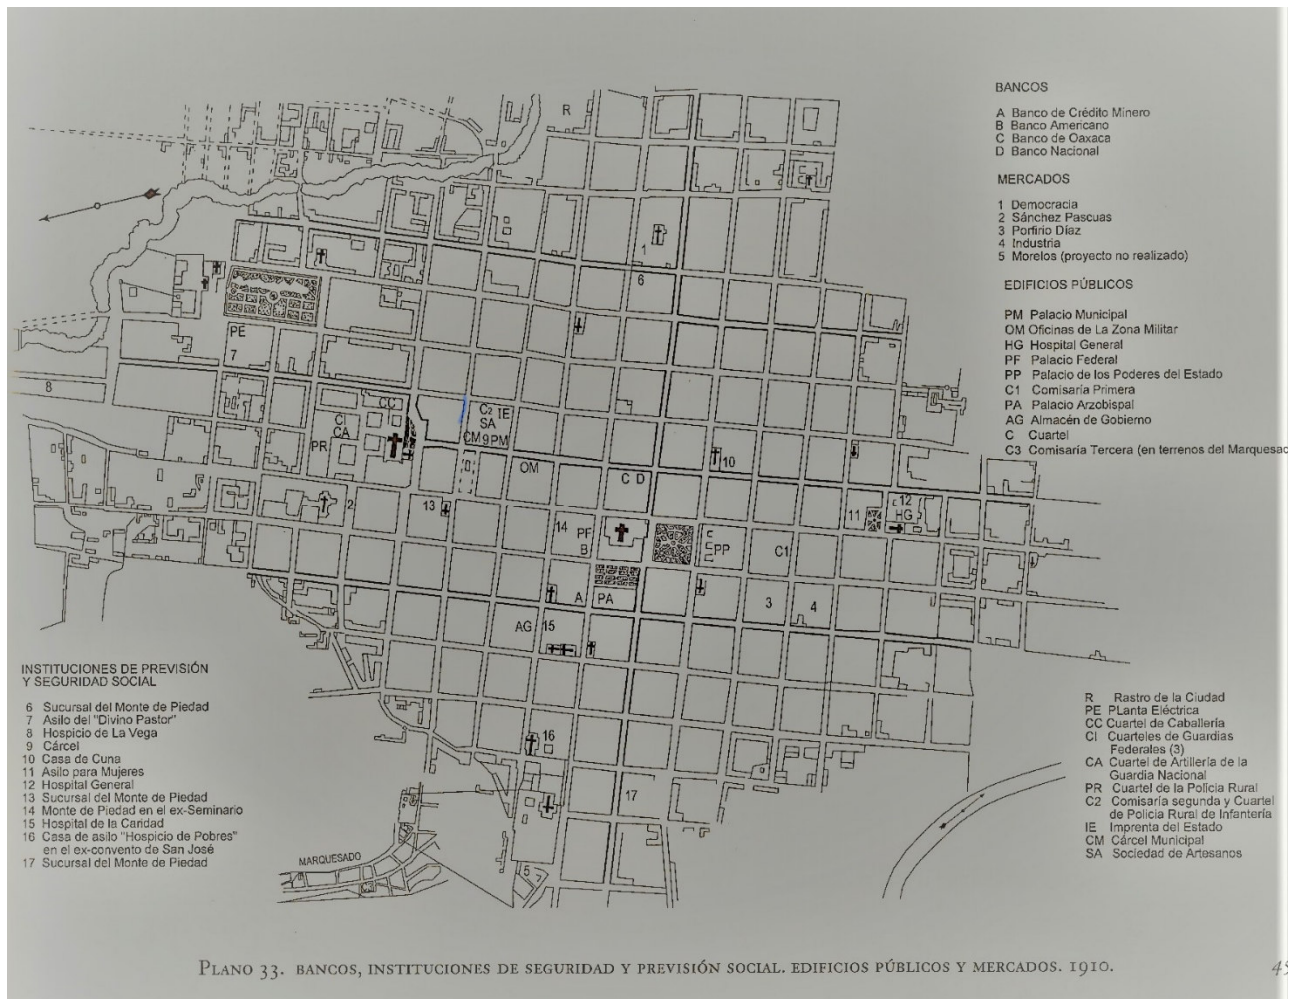 BANCOS
A Banco de Crédito Minero
B Banco Americano
C Banco de Oaxaca
D Banco Nacional
MERCADOS
1 Democracia
2 Sánchez Pascuas
3 Porfirio Díaz
4 Industria
5 Morelos (proyecto no realizado)
EDIFICIOS PÚBLICOS
PM Palacio Municipal
OM Oficinas de La Zona Militar
HG Hospital General
PF Palacio Federal
PP Palacio de los Poderes del Estado
C1 Comisaría Primera
PA Palacio Arzobispal
AG Almacén de Gobierno
C Cuartel
C3 Comisaría Tercera (en terrenos del Marquesac
R
1
6
PE
7
8
CC
CI
CA
PR
C2 IE
SA
CM 9 PM
OM
10
C D
2
13
14 PF
B
PP
C1
11
12
HG
A
PA
3
4
AG 15
16
17
5
MARQUESADO
INSTITUCIONES DE PREVISIÓN
Y SEGURIDAD SOCIAL
6 Sucursal del Monte de Piedad
7 Asilo del "Divino Pastor"
8 Hospicio de La Vega
9 Cárcel
10 Casa de Cuna
11 Asilo para Mujeres
12 Hospital General
13 Sucursal del Monte de Piedad
14 Monte de Piedad en el ex-Seminario
15 Hospital de la Caridad
16 Casa de asilo "Hospicio de Pobres"
en el ex-convento de San José
17 Sucursal del Monte de Piedad
R Rastro de la Ciudad
PE PLanta Eléctrica
CC Cuartel de Caballería
CI Cuarteles de Guardias
Federales (3)
CA Cuartel de Artillería de la
Guardia Nacional
PR Cuartel de la Policía Rural
C2 Comisaría segunda y Cuartel
de Policía Rural de Infantería
IE Imprenta del Estado
CM Cárcel Municipal
SA Sociedad de Artesanos
PLANO 33. BANCOS, INSTITUCIONES DE SEGURIDAD Y PREVISIÓN SOCIAL. EDIFICIOS PÚBLICOS Y MERCADOS. 1910.